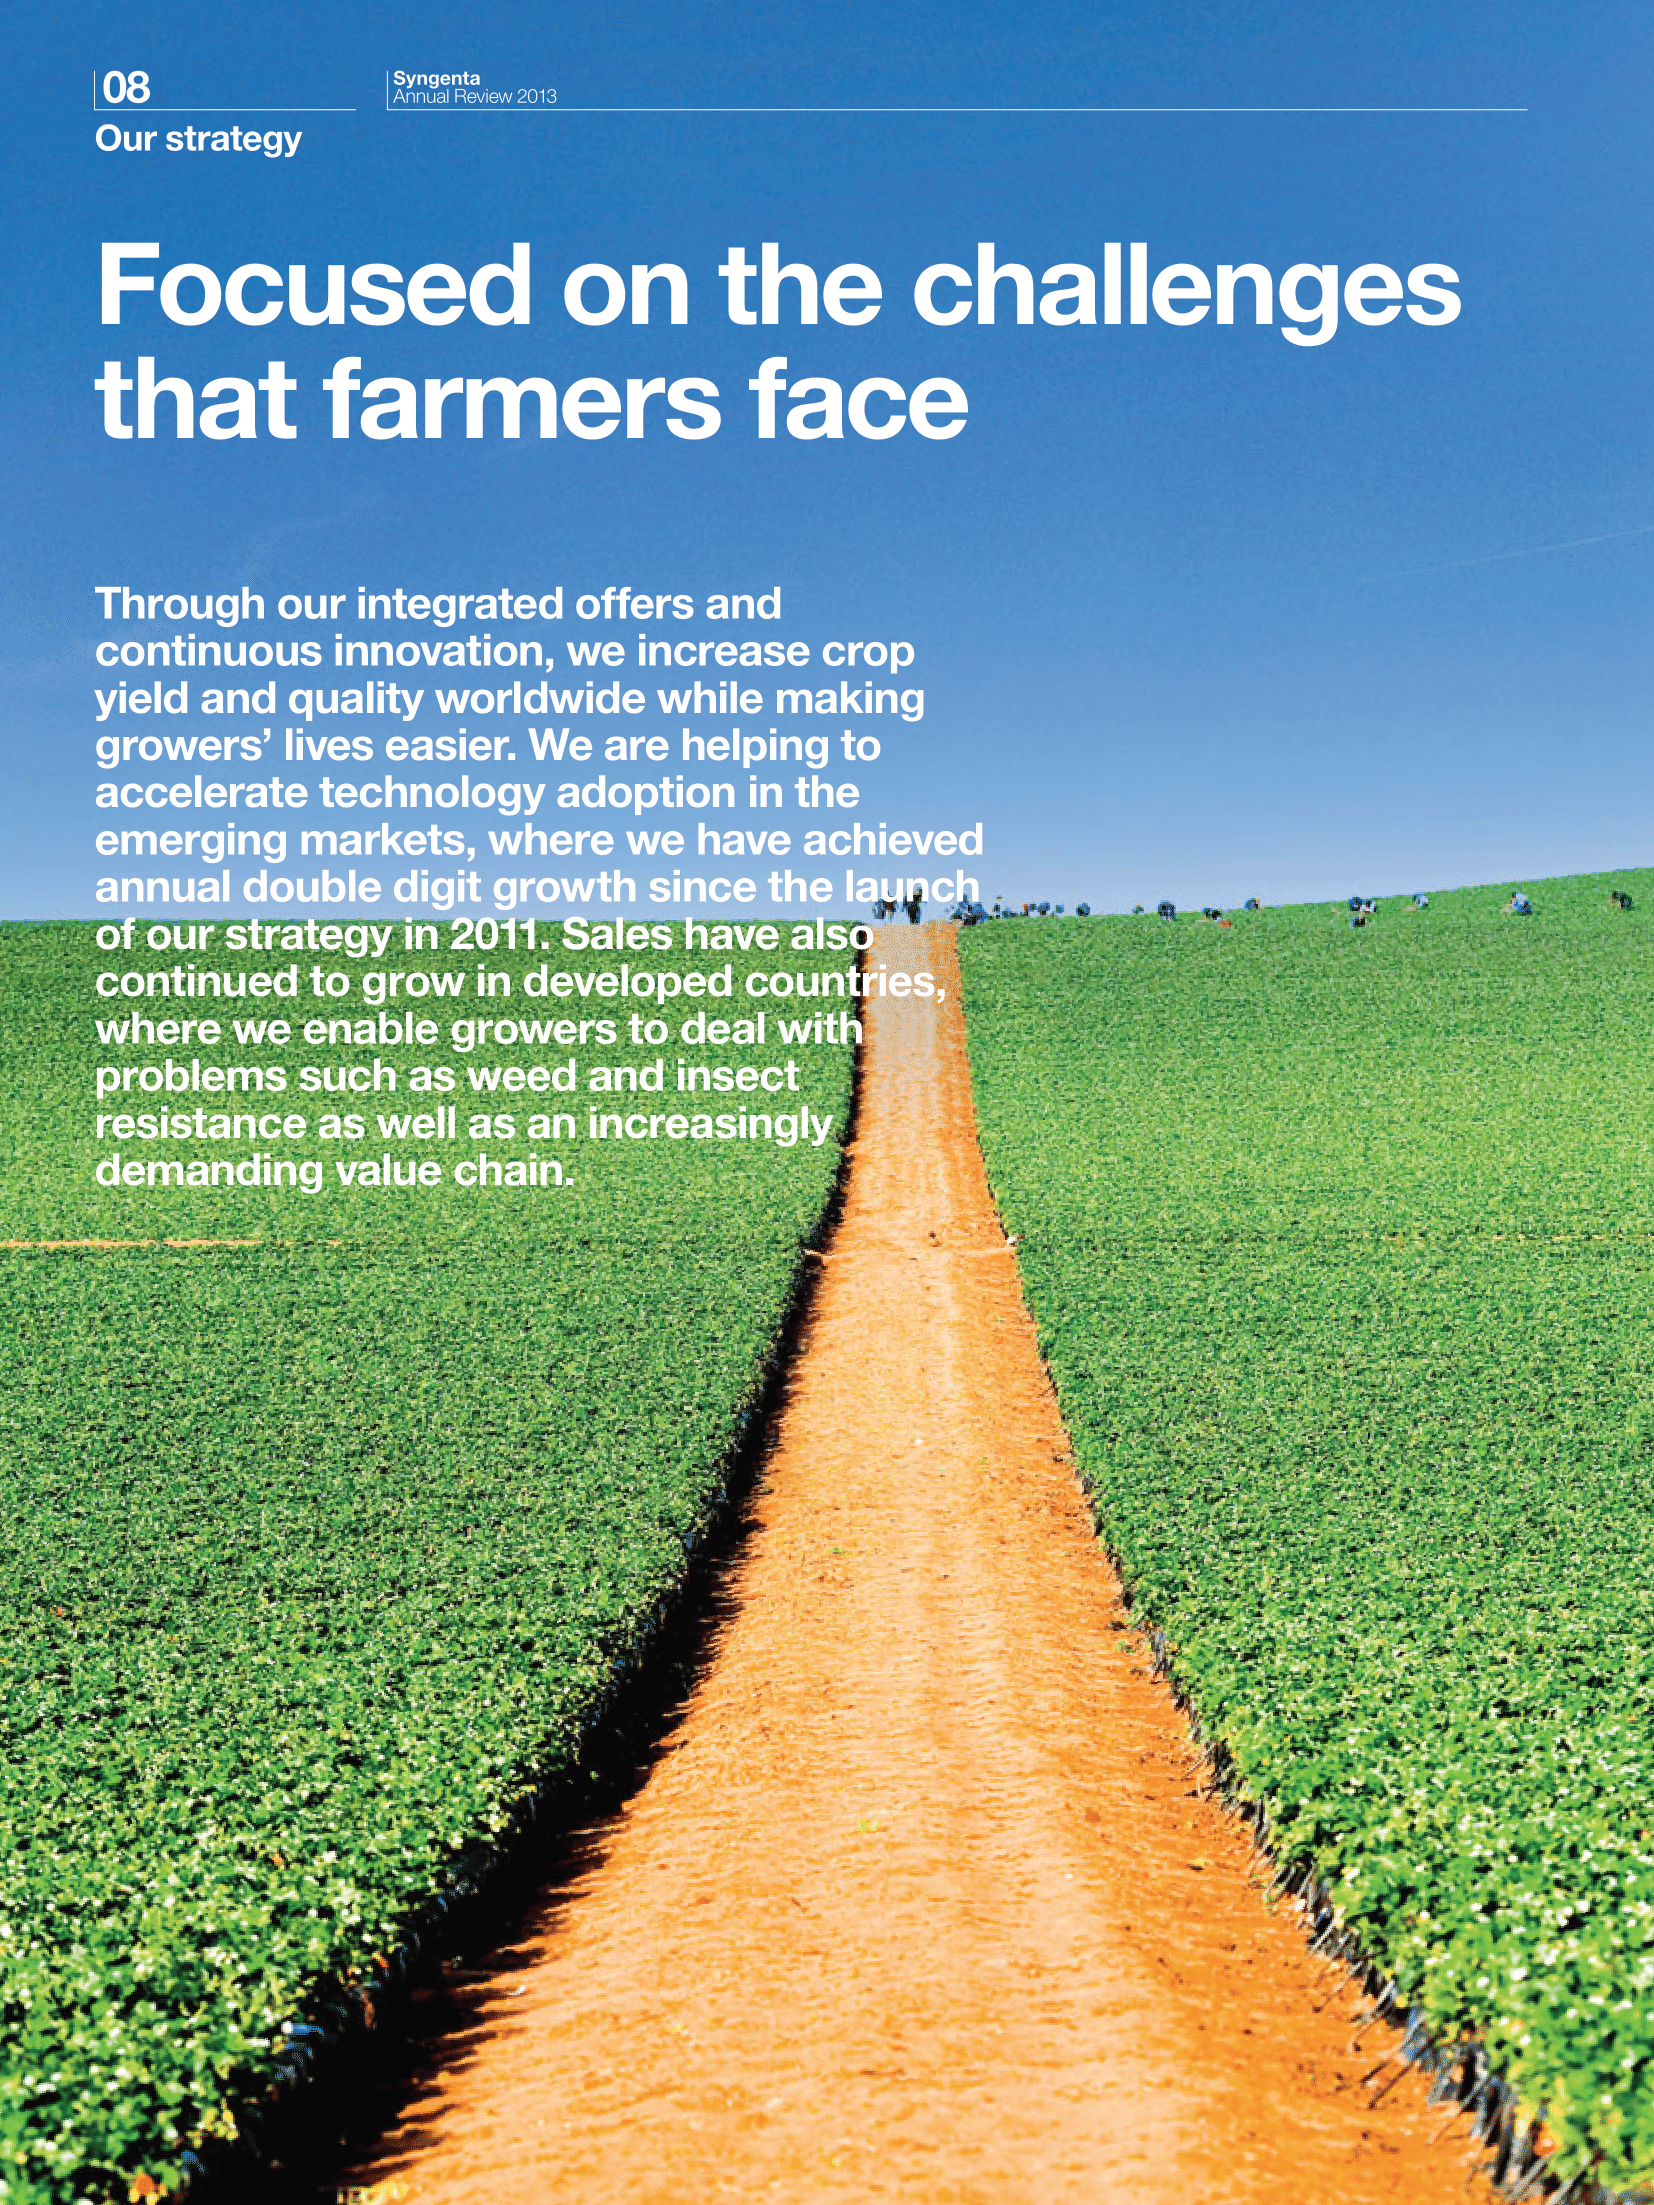 08
Syngenta
Annual Review 2013
Our strategy
Focused on the challenges
that farmers face
Through our integrated offers and
continuous innovation, we increase crop
yield and quality worldwide while making
growers’ lives easier. We are helping to
accelerate technology adoption in the
emerging markets, where we have achieved
annual double digit growth since the launch
of our strategy in 2011. Sales have also
continued to grow in developed countries,
where we enable growers to deal with
problems such as weed and insect
resistance as well as an increasingly
demanding value chain.